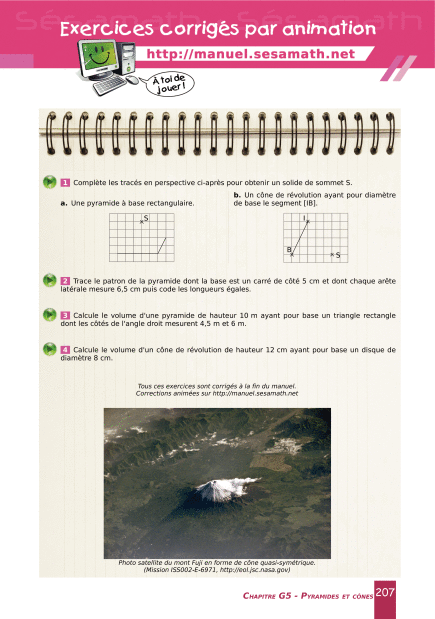 Sésamath Sésamath Sésamath
Exercices corrigés par animation
http://manuel.sesamath.net
À toi de
jouer !
1 Complète les tracés en perspective ci-après pour obtenir un solide de sommet S.
a. Une pyramide à base rectangulaire.
b. Un cône de révolution ayant pour diamètre
de base le segment [IB].
S
I
B
S
2 Trace le patron de la pyramide dont la base est un carré de côté 5 cm et dont chaque arête
latérale mesure 6,5 cm puis code les longueurs égales.
3 Calcule le volume d'une pyramide de hauteur 10 m ayant pour base un triangle rectangle
dont les côtés de l'angle droit mesurent 4,5 m et 6 m.
4 Calcule le volume d'un cône de révolution de hauteur 12 cm ayant pour base un disque de
diamètre 8 cm.
Tous ces exercices sont corrigés à la fin du manuel.
Corrections animées sur http://manuel.sesamath.net
Photo satellite du mont Fuji en forme de cône quasi-symétrique.
(Mission ISS002-E-6971, http://eol.jsc.nasa.gov)
CHAPITRE G5 - PYRAMIDES ET CÔNES 207